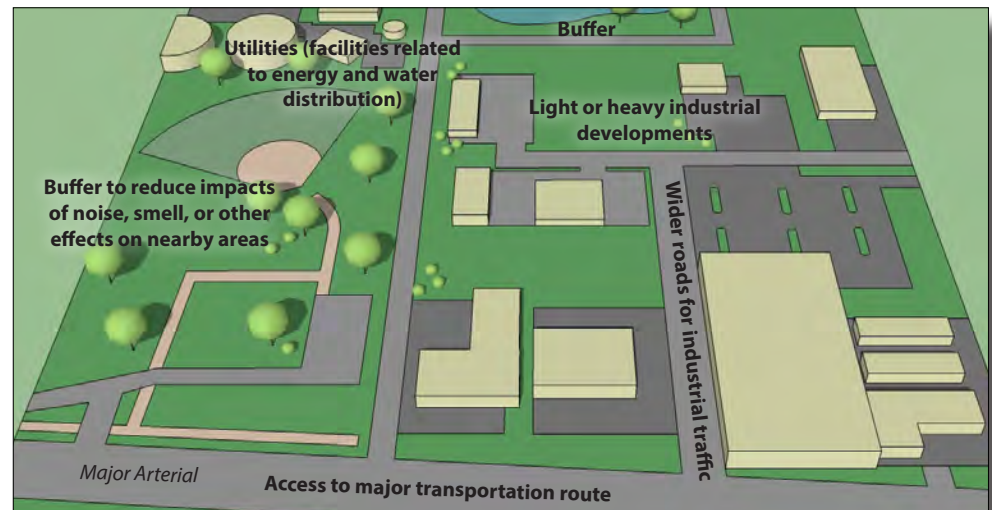 Buffer
Utilities (facilities related
to energy and water
distribution)
Light or heavy industrial
developments
Buffer to reduce impacts
of noise, smell, or other
effects on nearby areas
Wider roads for industrial traffic
Major Arterial
Access to major transportation route